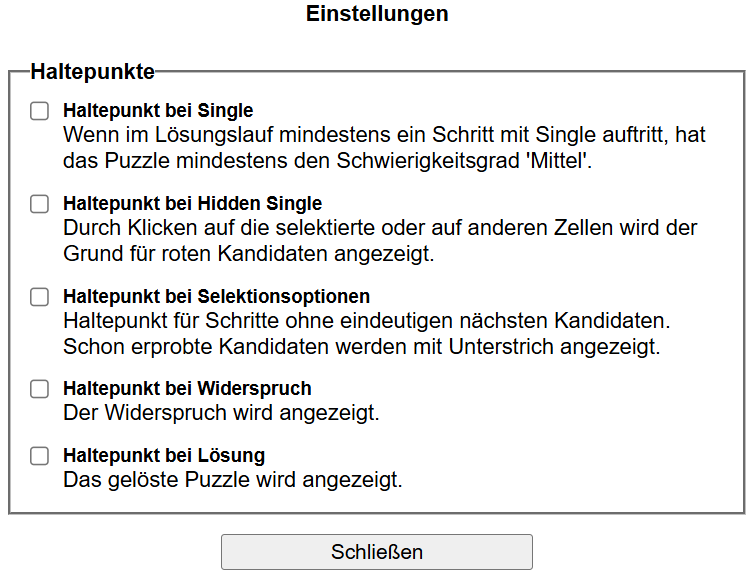 Einstellungen
Haltepunkte
Haltepunkt bei Single
Wenn im Lösungslauf mindestens ein Schritt mit Single auftritt, hat
das Puzzle mindestens den Schwierigkeitsgrad 'Mittel'.
Haltepunkt bei Hidden Single
Durch Klicken auf die selektierte oder auf anderen Zellen wird der
Grund für roten Kandidaten angezeigt.
Haltepunkt bei Selektionsoptionen
Haltepunkt für Schritte ohne eindeutigen nächsten Kandidaten.
Schon erprobte Kandidaten werden mit Unterstrich angezeigt.
Haltepunkt bei Widerspruch
Der Widerspruch wird angezeigt.
Haltepunkt bei Lösung
Das gelöste Puzzle wird angezeigt.
Schließen